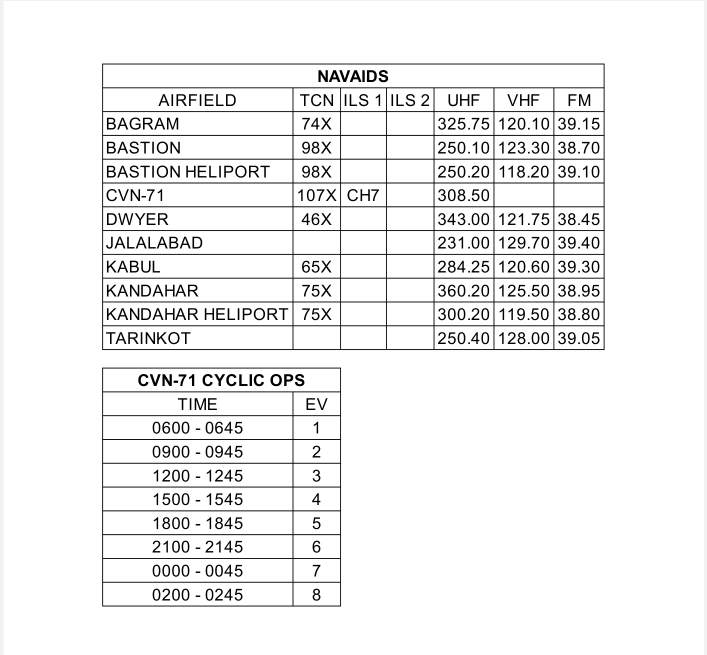 NAVAIDS
AIRFIELD TCN ILS 1 ILS 2 UHF VHF FM
BAGRAM 74X 325.75 120.10 39.15
BASTION 98X 250.10 123.30 38.70
BASTION HELIPORT 98X 250.20 118.20 39.10
CVN-71 107X CH7 308.50
DWYER 46X 343.00 121.75 38.45
JALALABAD 231.00 129.70 39.40
KABUL 65X 284.25 120.60 39.30
KANDAHAR 75X 360.20 125.50 38.95
KANDAHAR HELIPORT 75X 300.20 119.50 38.80
TARINKOT 250.40 128.00 39.05
CVN-71 CYCLIC OPS
TIME EV
0600 - 0645 1
0900 - 0945 2
1200 - 1245 3
1500 - 1545 4
1800 - 1845 5
2100 - 2145 6
0000 - 0045 7
0200 - 0245 8